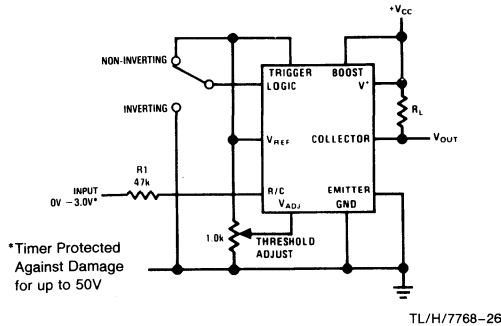 +VCC
NON-INVERTING
TRIGGER
BOOST
LOGIC
V+
RL
INVERTING
VREF
COLLECTOR
VOUT
R1
47k
INPUT
0V –3.0V*
R/C
EMITTER
VADJ
GND
1.0k
THRESHOLD
ADJUST
*Timer Protected
Against Damage
for up to 50V
TL/H/7768–26